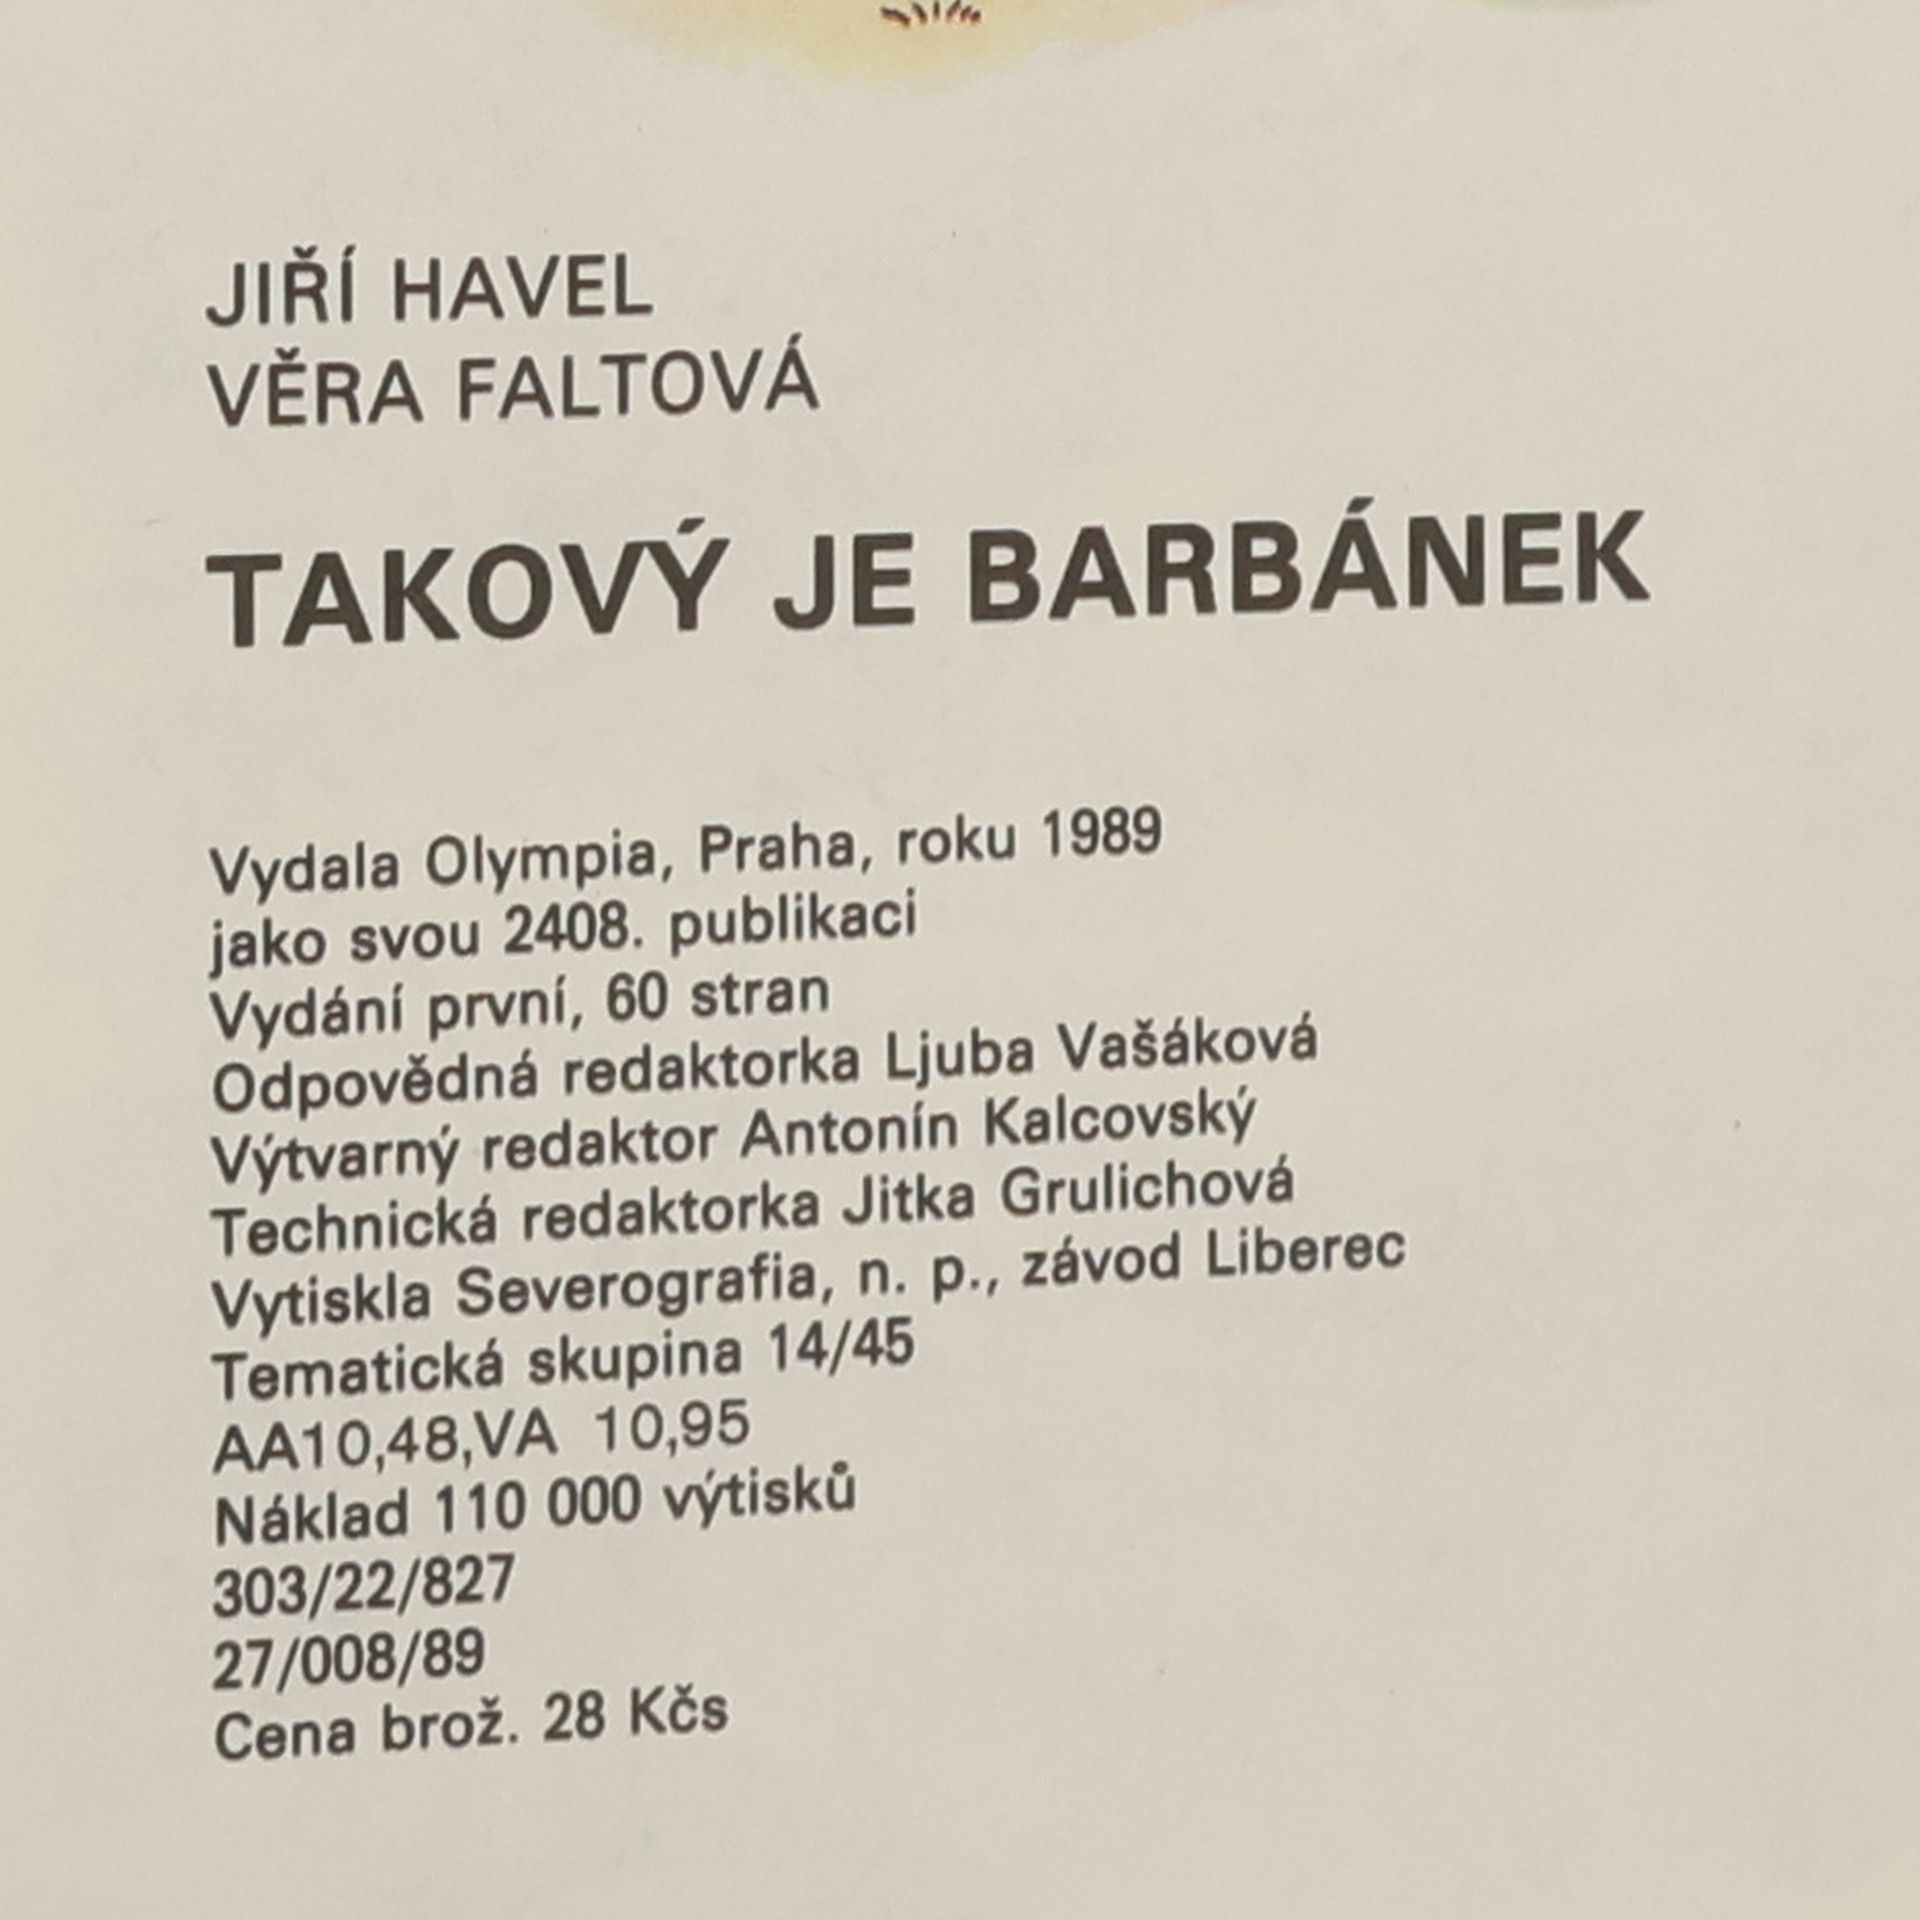 JIŘÍ HAVEL
VĚRA FALTOVÁ
TAKOVÝ JE BARBÁNEK
Vydala Olympia, Praha, roku 1989
jako svou 2408. publikaci
Vydání první, 60 stran
Odpovědná redaktorka Ljuba Vašáková
Výtvarný redaktor Antonín Kalcovský
Technická redaktorka Jitka Grulichová
Vytiskla Severografia, n. p., závod Liberec
Tematická skupina 14/45
AA10,48,VA 10,95
Náklad 110 000 výtisků
303/22/827
27/008/89
Cena brož. 28 Kčs